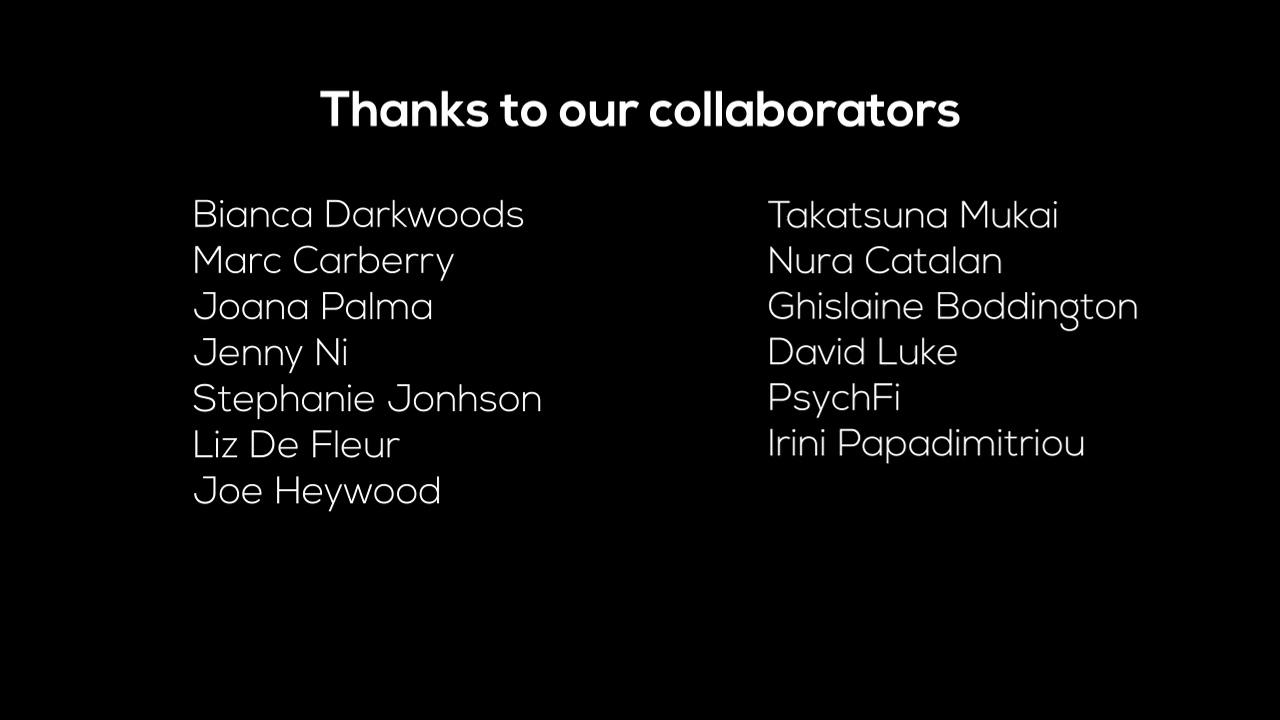 Thanks to our collaborators
Bianca Darkwoods
Marc Carberry
Joana Palma
Jenny Ni
Stephanie Jonhson
Liz De Fleur
Joe Heywood
Takatsuna Mukai
Nura Catalan
Ghislaine Boddington
David Luke
PsychFi
Irini Papadimitriou